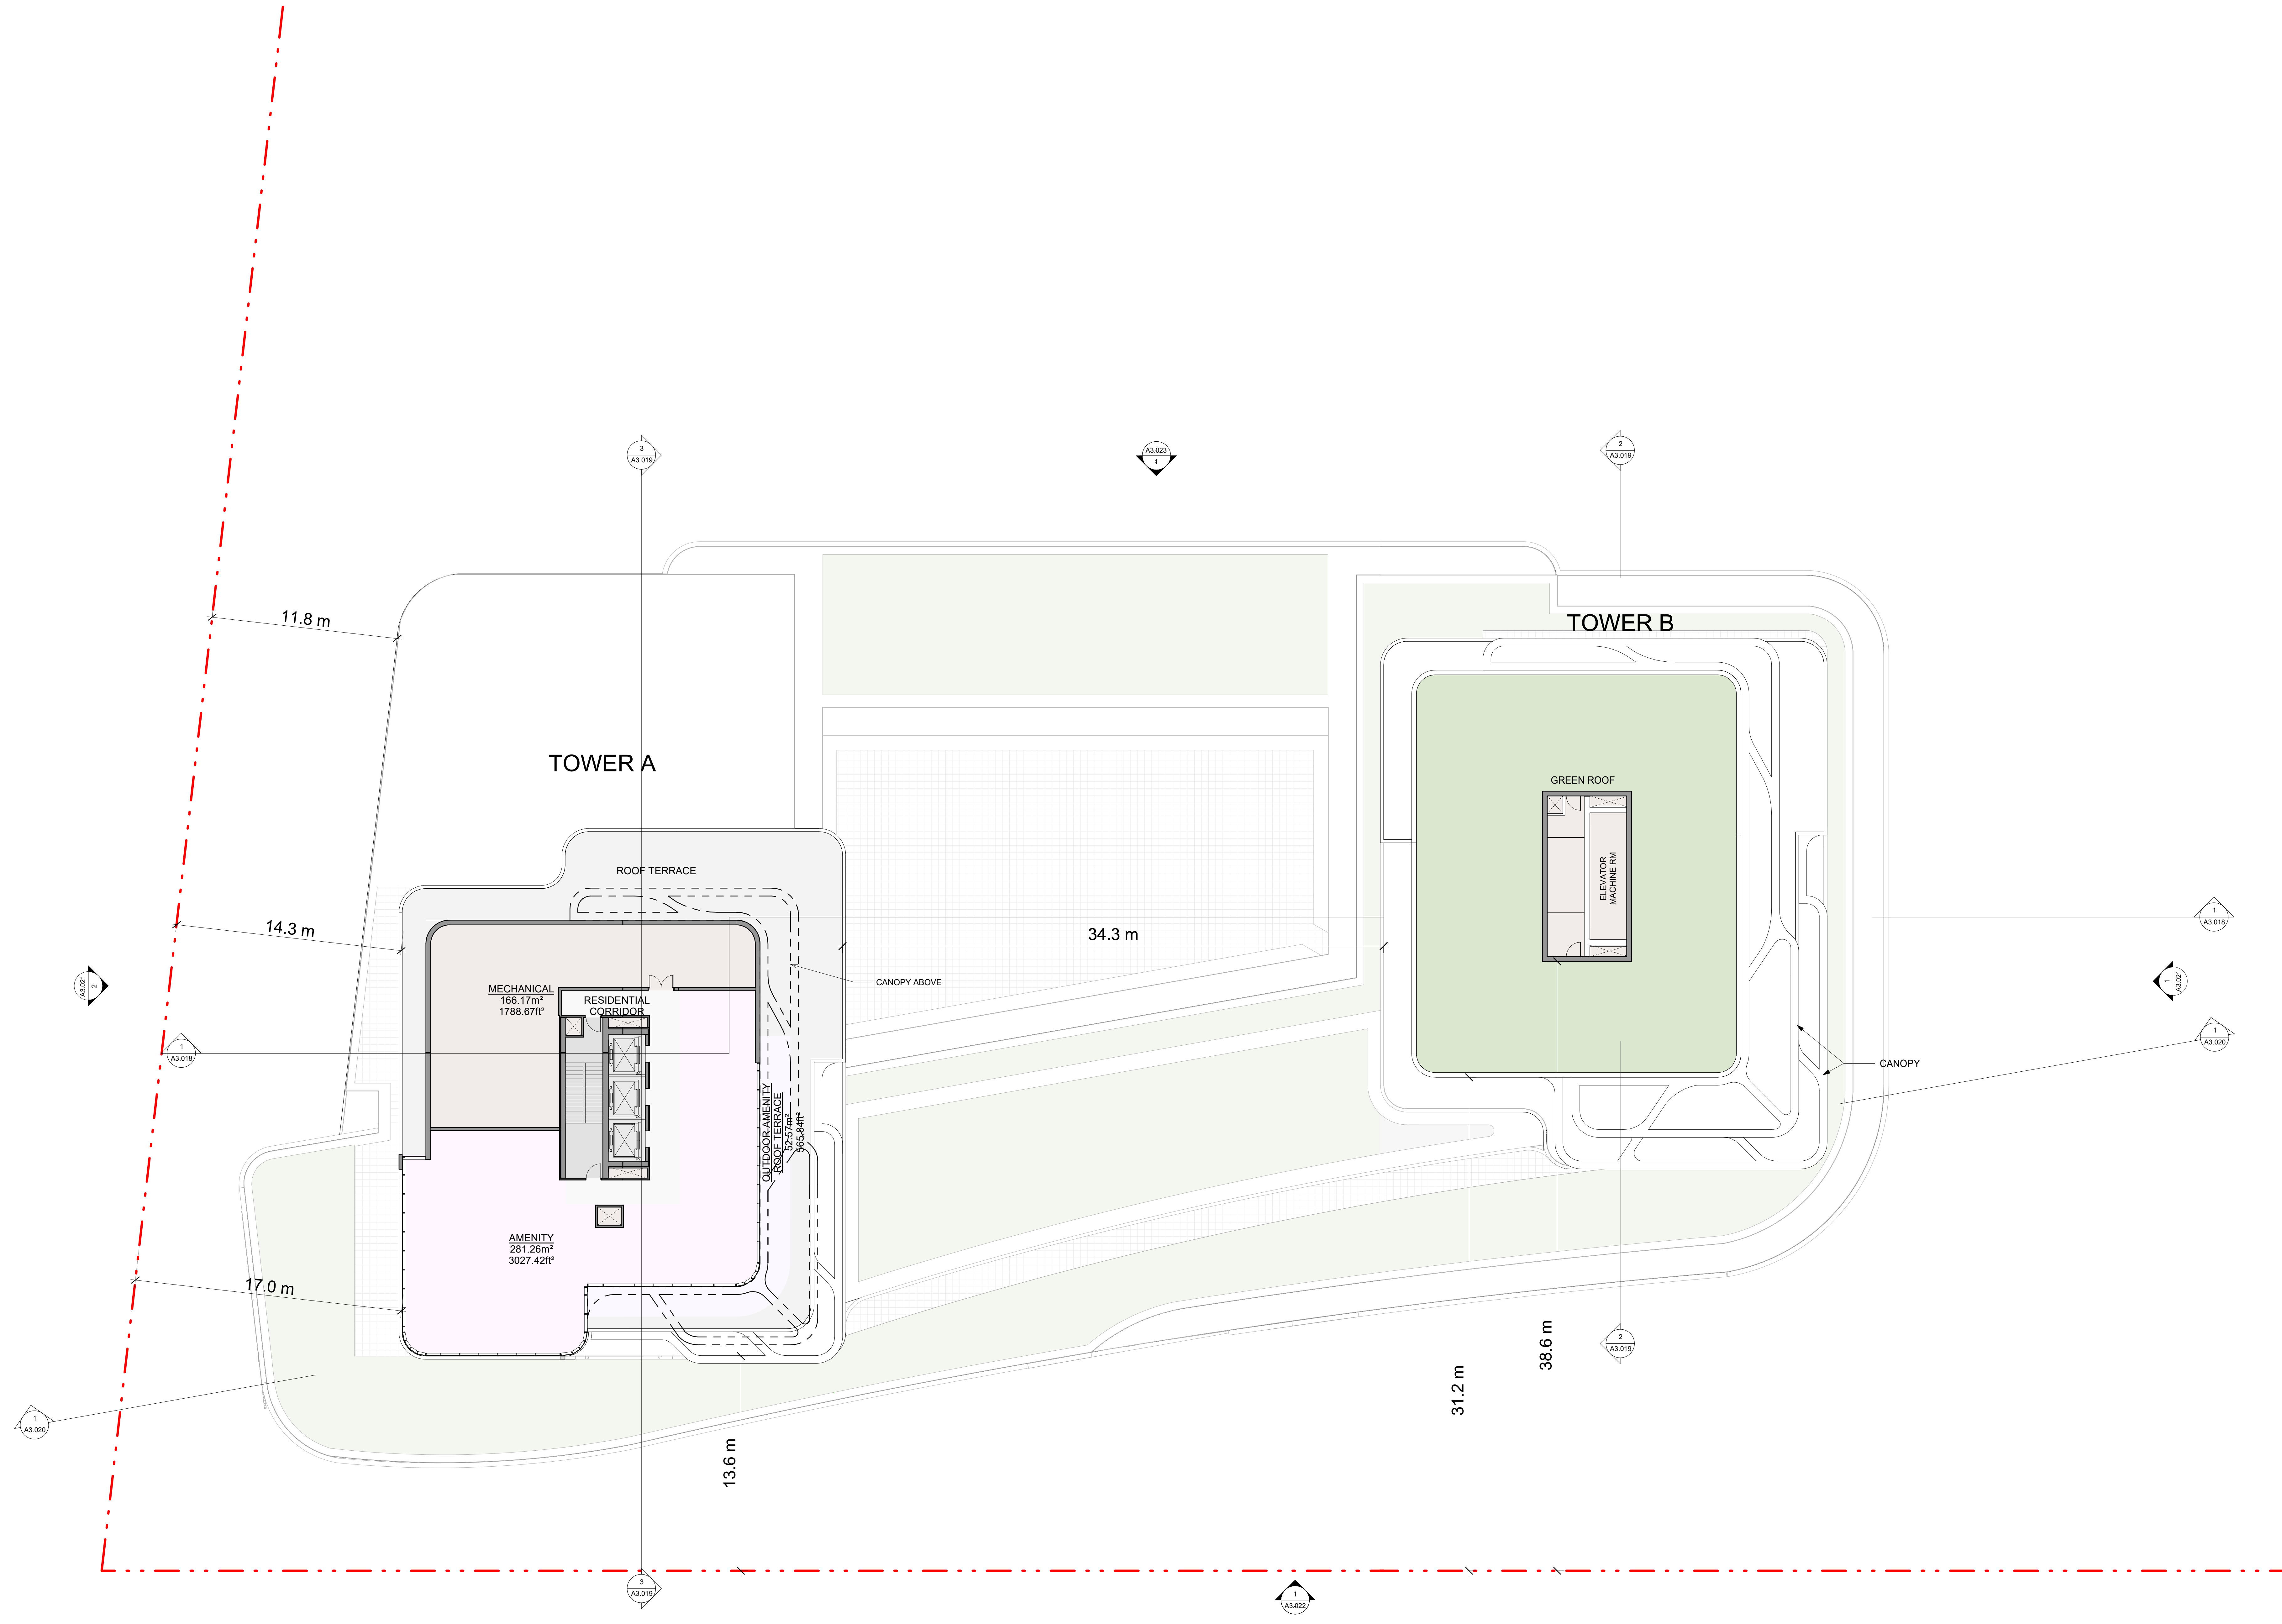 3
A3.019
A3.023
1
2
A3.019
11.8 m
TOWER B
TOWER A
GREEN ROOF
ROOF TERRACE
ELEVATOR
MACHINE RM
14.3 m
34.3 m
1
A3.018
CANOPY ABOVE
MECHANICAL
166.17m²
1788.67ft²
RESIDENTIAL
CORRIDOR
A3.021
2
1
A3.021
1
A3.018
1
A3.020
CANOPY
OUTDOOR AMENITY
ROOF TERRACE
52.57m²
565.84ft²
AMENITY
281.26m²
3027.42ft²
17.0 m
38.6 m
2
A3.019
31.2 m
1
A3.020
13.6 m
3
A3.019
1
A3.022